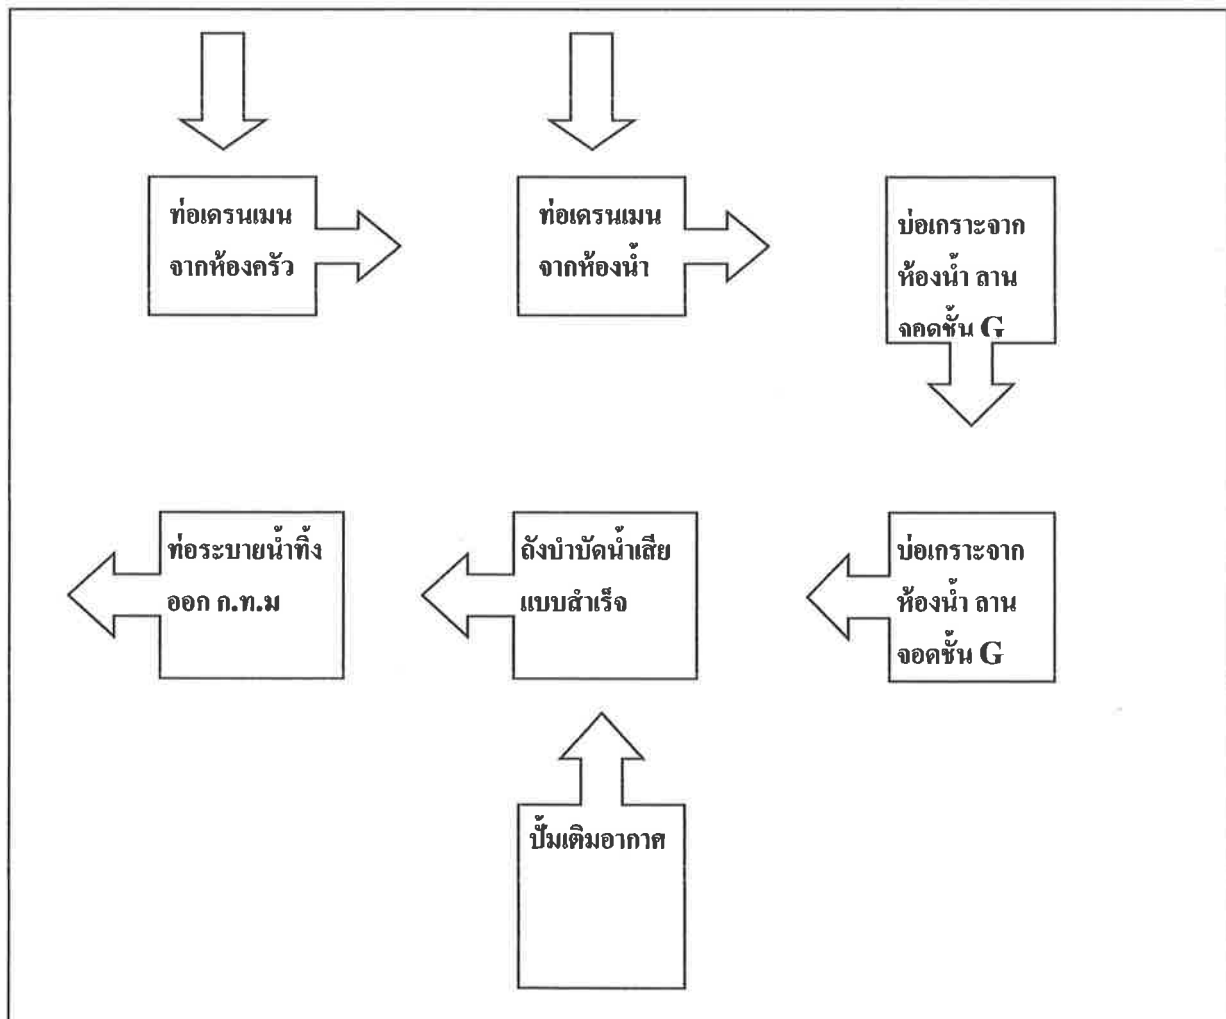 ท่อเดรนเมน
จากห้องครัว
ท่อเดรนเมน
จากห้องน้ำ
บ่อเกราะจาก
ห้องน้ำ ลาน
จอดชั้น G
ท่อระบายน้ำทิ้ง
ออก ก.ท.ม
ถังบำบัดน้ำเสีย
แบบสำเร็จ
บ่อเกราะจาก
ห้องน้ำ ลาน
จอดชั้น G
ปั้มเติมอากาศ